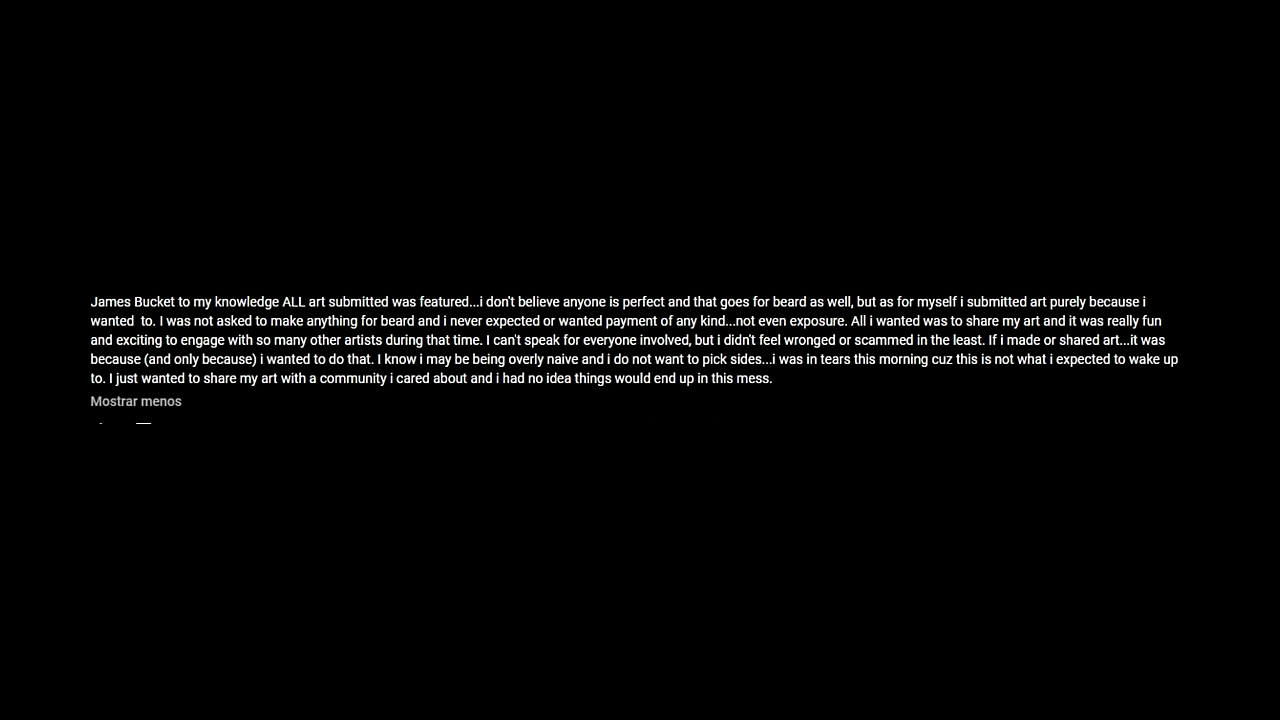 James Bucket to my knowledge ALL art submitted was featured...i don't believe anyone is perfect and that goes for beard as well, but as for myself i submitted art purely because i
wanted  to. I was not asked to make anything for beard and i never expected or wanted payment of any kind...not even exposure. All i wanted was to share my art and it was really fun
and exciting to engage with so many other artists during that time. I can't speak for everyone involved, but i didn't feel wronged or scammed in the least. If i made or shared art...it was
because (and only because) i wanted to do that. I know i may be being overly naive and i do not want to pick sides...i was in tears this morning cuz this is not what i expected to wake up
to. I just wanted to share my art with a community i cared about and i had no idea things would end up in this mess.
Mostrar menos